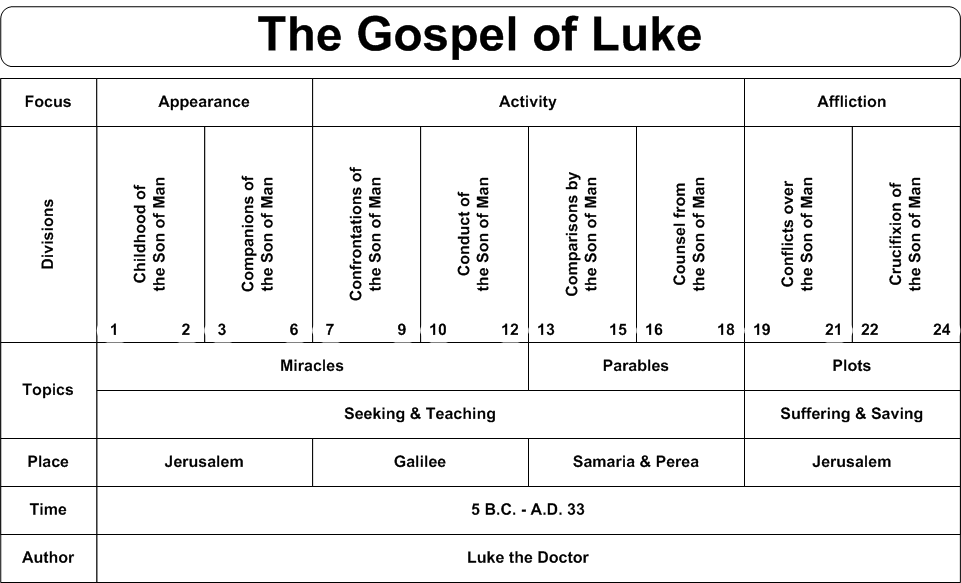 The Gospel of Luke
Focus Appearance Activity Affliction
Divisions
Childhood of
the Son of Man
Companions of
the Son of Man
Confrontations of
the Son of Man
Conduct of
the Son of Man
Comparisons by
the Son of Man
Counsel from
the Son of Man
Conflicts over
the Son of Man
Crucifixion of
the Son of Man
1 2 3 6 7 9 10 12 13 15 16 18 19 21 22 24
Topics
Miracles Parables Plots
Seeking & Teaching Suffering & Saving
Place Jerusalem Galilee Samaria & Perea Jerusalem
Time 5 B.C. - A.D. 33
Author Luke the Doctor